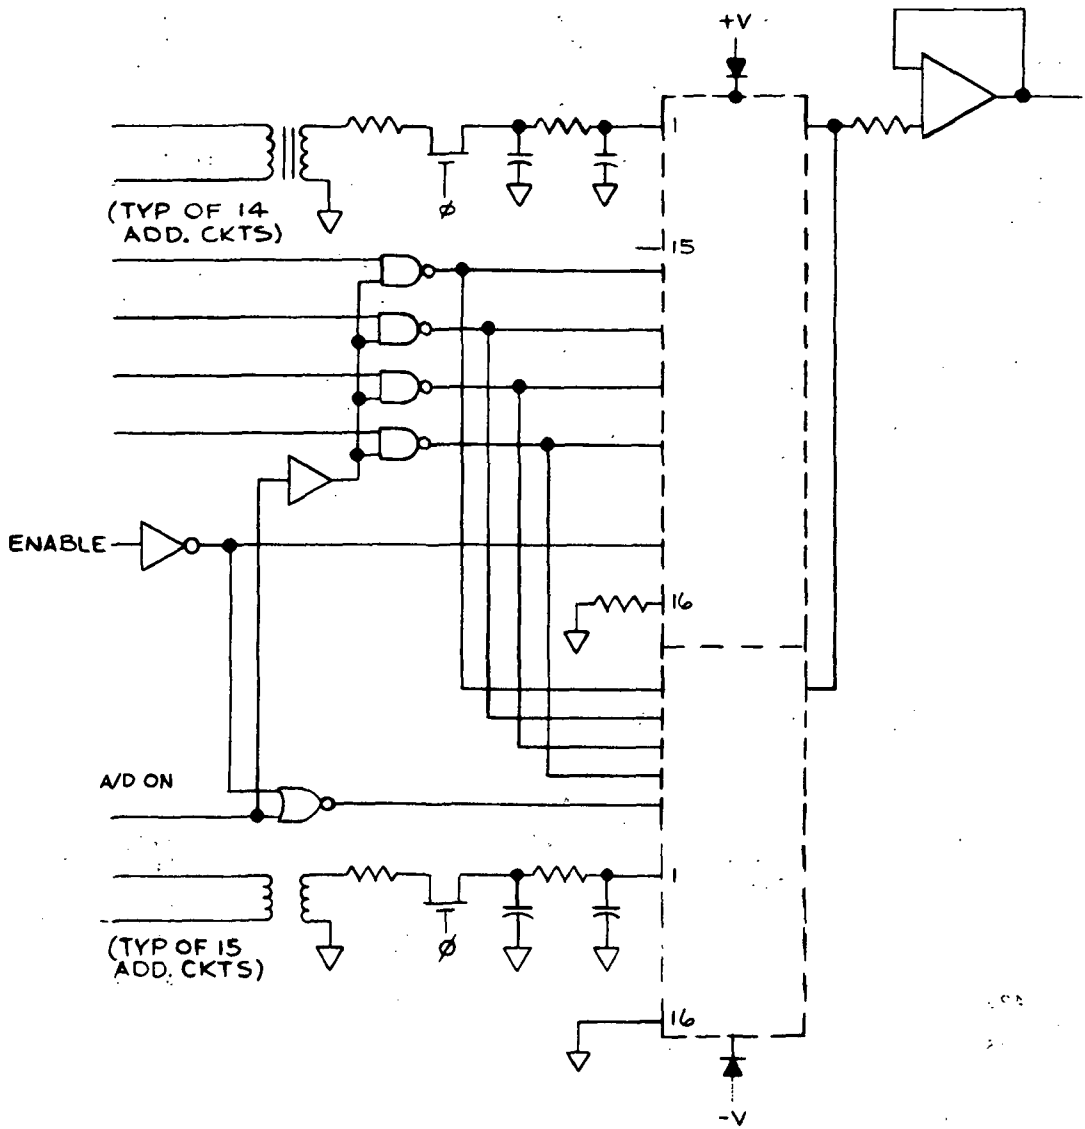 +V
1
ø
(TYP OF 14
ADD. CKTS)
15
ENABLE
16
A/D ON
1
ø
(TYP OF 15
ADD. CKTS)
16
-V